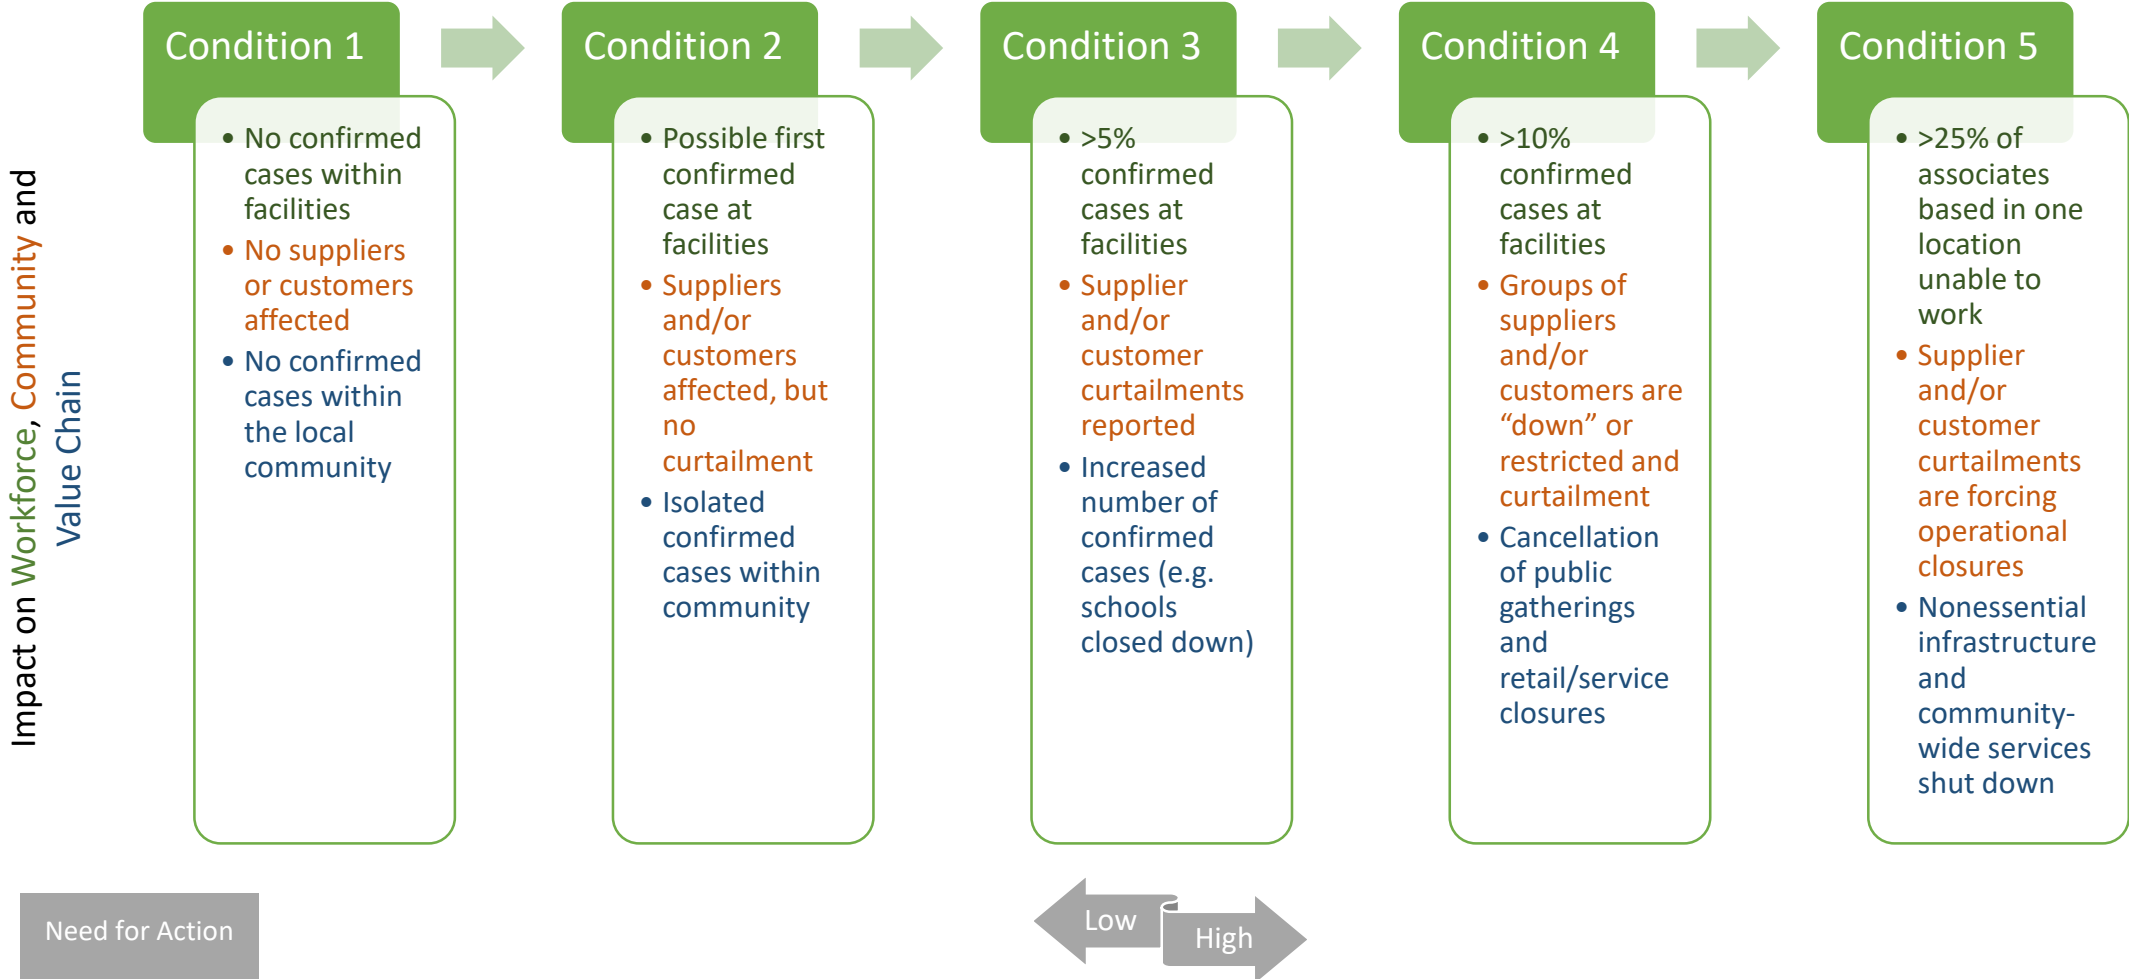 Impact on Workforce, Community and
Value Chain
Condition 1
• No confirmed
cases within
facilities
• No suppliers
or customers
affected
• No confirmed
cases within
the local
community
Condition 2
• Possible first
confirmed
case at
facilities
• Suppliers
and/or
customers
affected, but
no
curtailment
• Isolated
confirmed
cases within
community
Condition 3
• >5%
confirmed
cases at
facilities
• Supplier
and/or
customer
curtailments
reported
• Increased
number of
confirmed
cases (e.g.
schools
closed down)
Condition 4
• >10%
confirmed
cases at
facilities
• Groups of
suppliers
and/or
customers are
“down” or
restricted and
curtailment
• Cancellation
of public
gatherings
and
retail/service
closures
Condition 5
• >25% of
associates
based in one
location
unable to
work
• Supplier
and/or
customer
curtailments
are forcing
operational
closures
• Nonessential
infrastructure
and
community-
wide services
shut down
Need for Action
Low
High